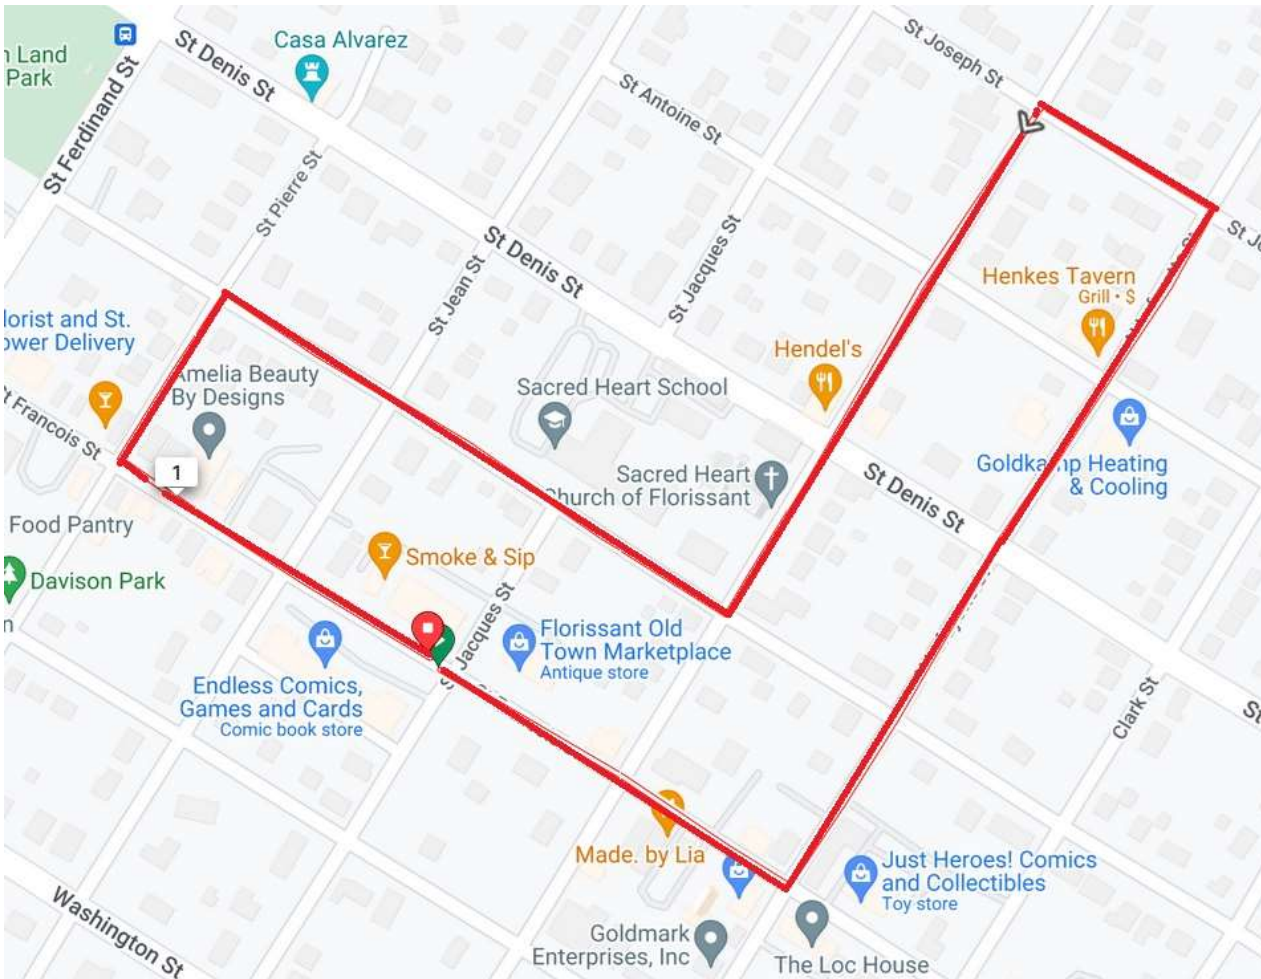 n Land
Park
St Ferdinand St
St Denis St
Casa Alvarez
St Joseph St
St Antoine St
St Pierre St
St Jean St
St Denis St
St Jacques St
St Jo
Henkes Tavern
Grill • $
lorist and St.
ower Delivery
Amelia Beauty
By Designs
Hendel's
Sacred Heart School
t Francois St
1
Sacred Heart
Church of Florissant
St Denis St
Goldkamp Heating
& Cooling
Food Pantry
Smoke & Sip
Davison Park
n
Jacques St
Florissant Old
Town Marketplace
Antique store
Endless Comics,
Games and Cards
Comic book store
Clark St
St
Made. by Lia
Just Heroes! Comics
and Collectibles
Toy store
Washington St
Goldmark
Enterprises, Inc
The Loc House